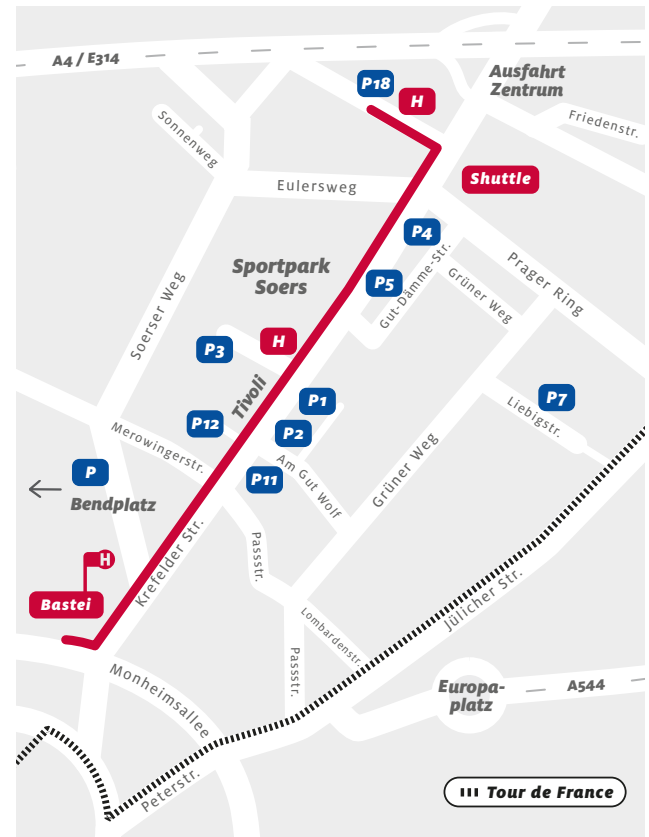 A4 / E314
P18
H
Ausfahrt
Zentrum
Friedenstr.
Sonnenweg
Eulersweg
Shuttle
P4
Sportpark
Soers
P5
Gut-Dämme-Str.
Grüner Weg
Prager Ring
Soerser Weg
P3
H
Tivoli
P1
P7
Liebigstr.
P12
P2
Merowingerstr.
P
Bendplatz
P11
Am Gut Wolf
Grüner Weg
Krefelder Str.
Passstr.
H
Bastei
Jülicher Str.
Lombardenstr.
Passstr.
Monheimsallee
Europa-
platz
A544
Peterstr.
Tour de France